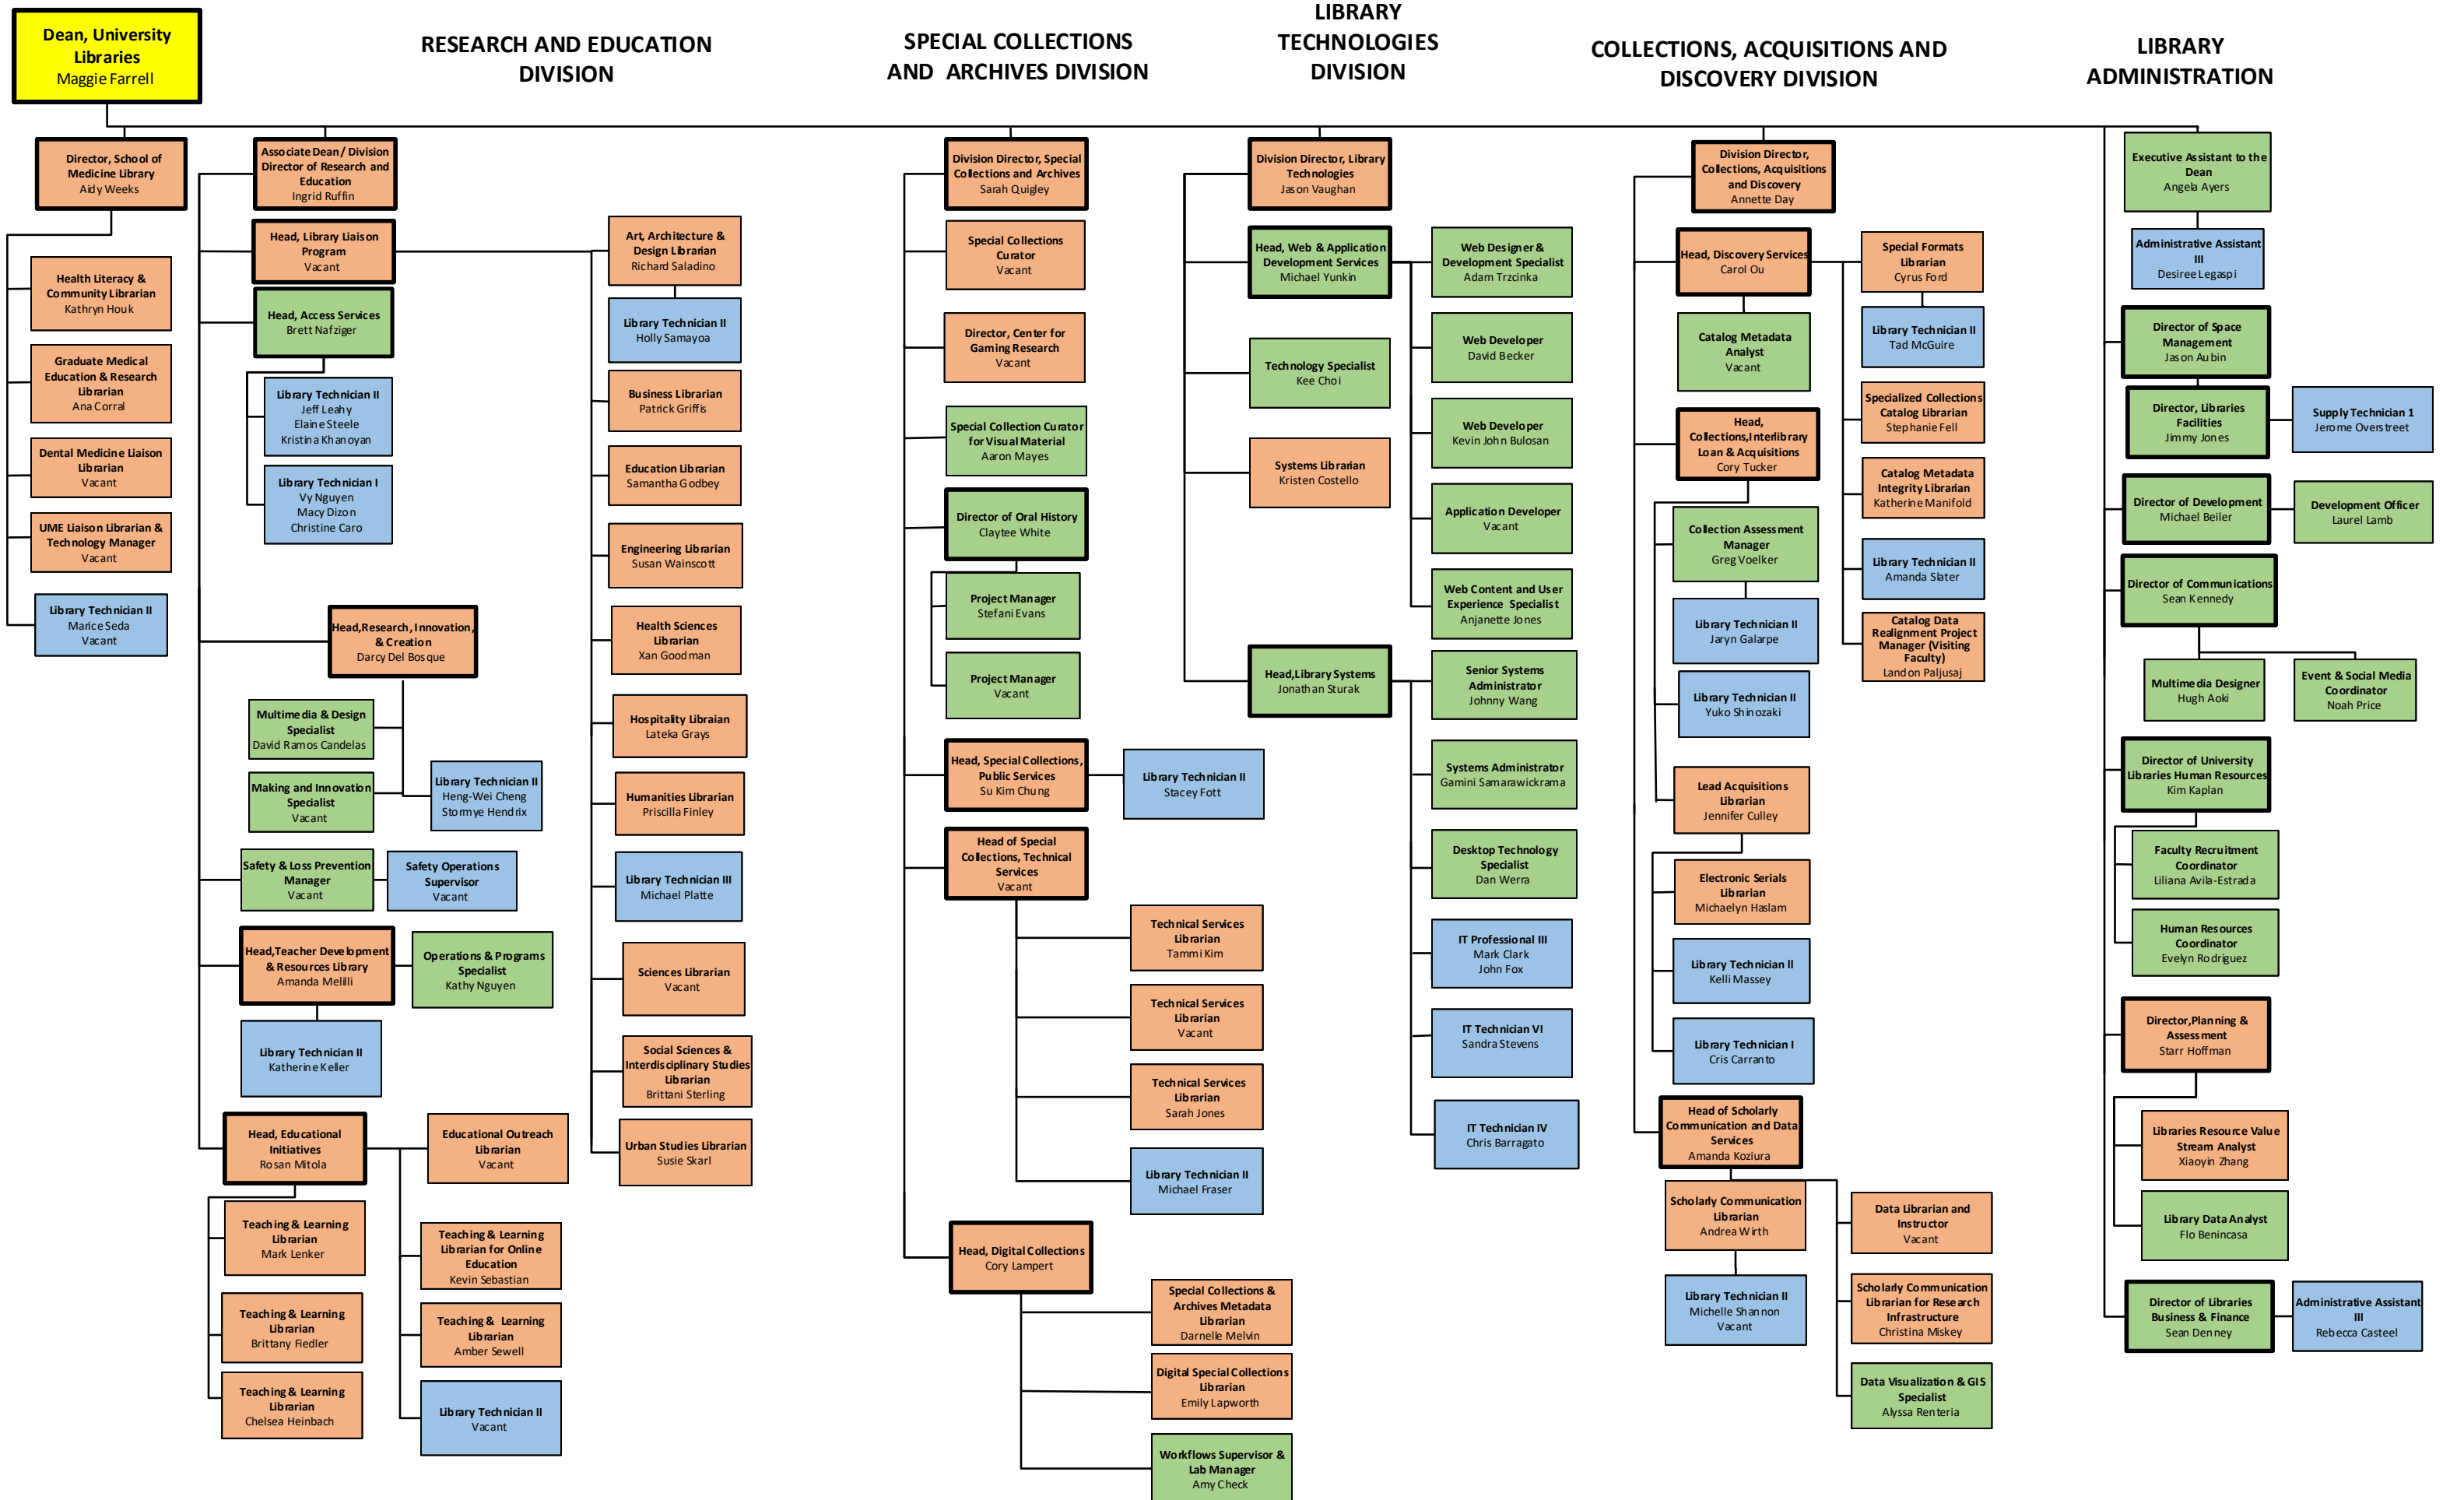 Dean, University
Libraries
Maggie Farrell
RESEARCH AND EDUCATION
DIVISION
SPECIAL COLLECTIONS
AND ARCHIVES DIVISION
LIBRARY
TECHNOLOGIES
DIVISION
COLLECTIONS, ACQUISITIONS AND
DISCOVERY DIVISION
LIBRARY
ADMINISTRATION
Director, School of
Medicine Library
Aidy Weeks
Health Literacy &
Community Librarian
Kathryn Houk
Graduate Medical
Education & Research
Librarian
Ana Corral
Dental Medicine Liaison
Librarian
Vacant
UME Liaison Librarian &
Technology Manager
Vacant
Library Technician II
Marice Seda
Vacant
Associate Dean / Division
Director of Research and
Education
Ingrid Ruffin
Head, Library Liaison
Program
Vacant
Head, Access Services
Brett Nafziger
Library Technician II
Jeff Leahy
Elaine Steele
Kristina Khanoyan
Library Technician I
Vy Nguyen
Macy Dizon
Christine Caro
Head,Research, Innovation,
& Creation
Darcy Del Bosque
Multimedia & Design
Specialist
David Ramos Candelas
Making and Innovation
Specialist
Vacant
Library Technician II
Heng-Wei Cheng
Stormye Hendrix
Safety & Loss Prevention
Manager
Vacant
Safety Operations
Supervisor
Vacant
Head,Teacher Development
& Resources Library
Amanda Melilli
Operations & Programs
Specialist
Kathy Nguyen
Library Technician II
Katherine Keller
Head, Educational
Initiatives
Rosan Mitola
Educational Outreach
Librarian
Vacant
Teaching & Learning
Librarian
Mark Lenker
Teaching & Learning
Librarian
Brittany Fiedler
Teaching & Learning
Librarian
Chelsea Heinbach
Teaching & Learning
Librarian for Online
Education
Kevin Sebastian
Teaching & Learning
Librarian
Amber Sewell
Library Technician II
Vacant
Art, Architecture &
Design Librarian
Richard Saladino
Library Technician II
Holly Samayoa
Business Librarian
Patrick Griffis
Education Librarian
Samantha Godbey
Engineering Librarian
Susan Wainscott
Health Sciences
Librarian
Xan Goodman
Hospitality Libraian
Lateka Grays
Humanities Librarian
Priscilla Finley
Library Technician III
Michael Platte
Sciences Librarian
Vacant
Social Sciences &
Interdisciplinary Studies
Librarian
Brittani Sterling
Urban Studies Librarian
Susie Skarl
Division Director, Special
Collections and Archives
Sarah Quigley
Special Collections
Curator
Vacant
Director, Center for
Gaming Research
Vacant
Special Collection Curator
for Visual Material
Aaron Mayes
Director of Oral History
Claytee White
Project Manager
Stefani Evans
Project Manager
Vacant
Head, Special Collections,
Public Services
Su Kim Chung
Library Technician II
Stacey Fott
Head of Special
Collections, Technical
Services
Vacant
Technical Services
Librarian
Tammi Kim
Technical Services
Librarian
Vacant
Technical Services
Librarian
Sarah Jones
Library Technician II
Michael Fraser
Head, Digital Collections
Cory Lampert
Special Collections &
Archives Metadata
Librarian
Darnelle Melvin
Digital Special Collections
Librarian
Emily Lapworth
Workflows Supervisor &
Lab Manager
Amy Check
Division Director, Library
Technologies
Jason Vaughan
Head, Web & Application
Development Services
Michael Yunkin
Technology Specialist
Kee Choi
Systems Librarian
Kristen Costello
Head,Library Systems
Jonathan Sturak
Web Designer &
Development Specialist
Adam Trzcinka
Web Developer
David Becker
Web Developer
Kevin John Bulosan
Application Developer
Vacant
Web Content and User
Experience Specialist
Anjanette Jones
Senior Systems
Administrator
Johnny Wang
Systems Administrator
Gamini Samarawickrama
Desktop Technology
Specialist
Dan Werra
IT Professional III
Mark Clark
John Fox
IT Technician VI
Sandra Stevens
IT Technician IV
Chris Barragato
Division Director,
Collections, Acquisitions
and Discovery
Annette Day
Head, Discovery Services
Carol Ou
Catalog Metadata
Analyst
Vacant
Head,
Collections,Interlibrary
Loan & Acquisitions
Cory Tucker
Collection Assessment
Manager
Greg Voelker
Library Technician II
Jaryn Galarpe
Library Technician II
Yuko Shinozaki
Lead Acquisitions
Librarian
Jennifer Culley
Electronic Serials
Librarian
Michaelyn Haslam
Library Technician II
Kelli Massey
Library Technician I
Cris Carranto
Head of Scholarly
Communication and Data
Services
Amanda Koziura
Scholarly Communication
Librarian
Andrea Wirth
Library Technician II
Michelle Shannon
Vacant
Special Formats
Librarian
Cyrus Ford
Library Technician II
Tad McGuire
Specialized Collections
Catalog Librarian
Stephanie Fell
Catalog Metadata
Integrity Librarian
Katherine Manifold
Library Technician II
Amanda Slater
Catalog Data
Realignment Project
Manager (Visiting
Faculty)
Landon Paljusaj
Data Librarian and
Instructor
Vacant
Scholarly Communication
Librarian for Research
Infrastructure
Christina Miskey
Data Visualization & GIS
Specialist
Alyssa Renteria
Executive Assistant to the
Dean
Angela Ayers
Administrative Assistant
III
Desiree Legaspi
Director of Space
Management
Jason Aubin
Director, Libraries
Facilities
Jimmy Jones
Supply Technician 1
Jerome Overstreet
Director of Development
Michael Beiler
Development Officer
Laurel Lamb
Director of Communications
Sean Kennedy
Multimedia Designer
Hugh Aoki
Event & Social Media
Coordinator
Noah Price
Director of University
Libraries Human Resources
Kim Kaplan
Faculty Recruitment
Coordinator
Liliana Avila-Estrada
Human Resources
Coordinator
Evelyn Rodriguez
Director,Planning &
Assessment
Starr Hoffman
Libraries Resource Value
Stream Analyst
Xiaoyin Zhang
Library Data Analyst
Flo Benincasa
Director of Libraries
Business & Finance
Sean Denney
Administrative Assistant
III
Rebecca Casteel